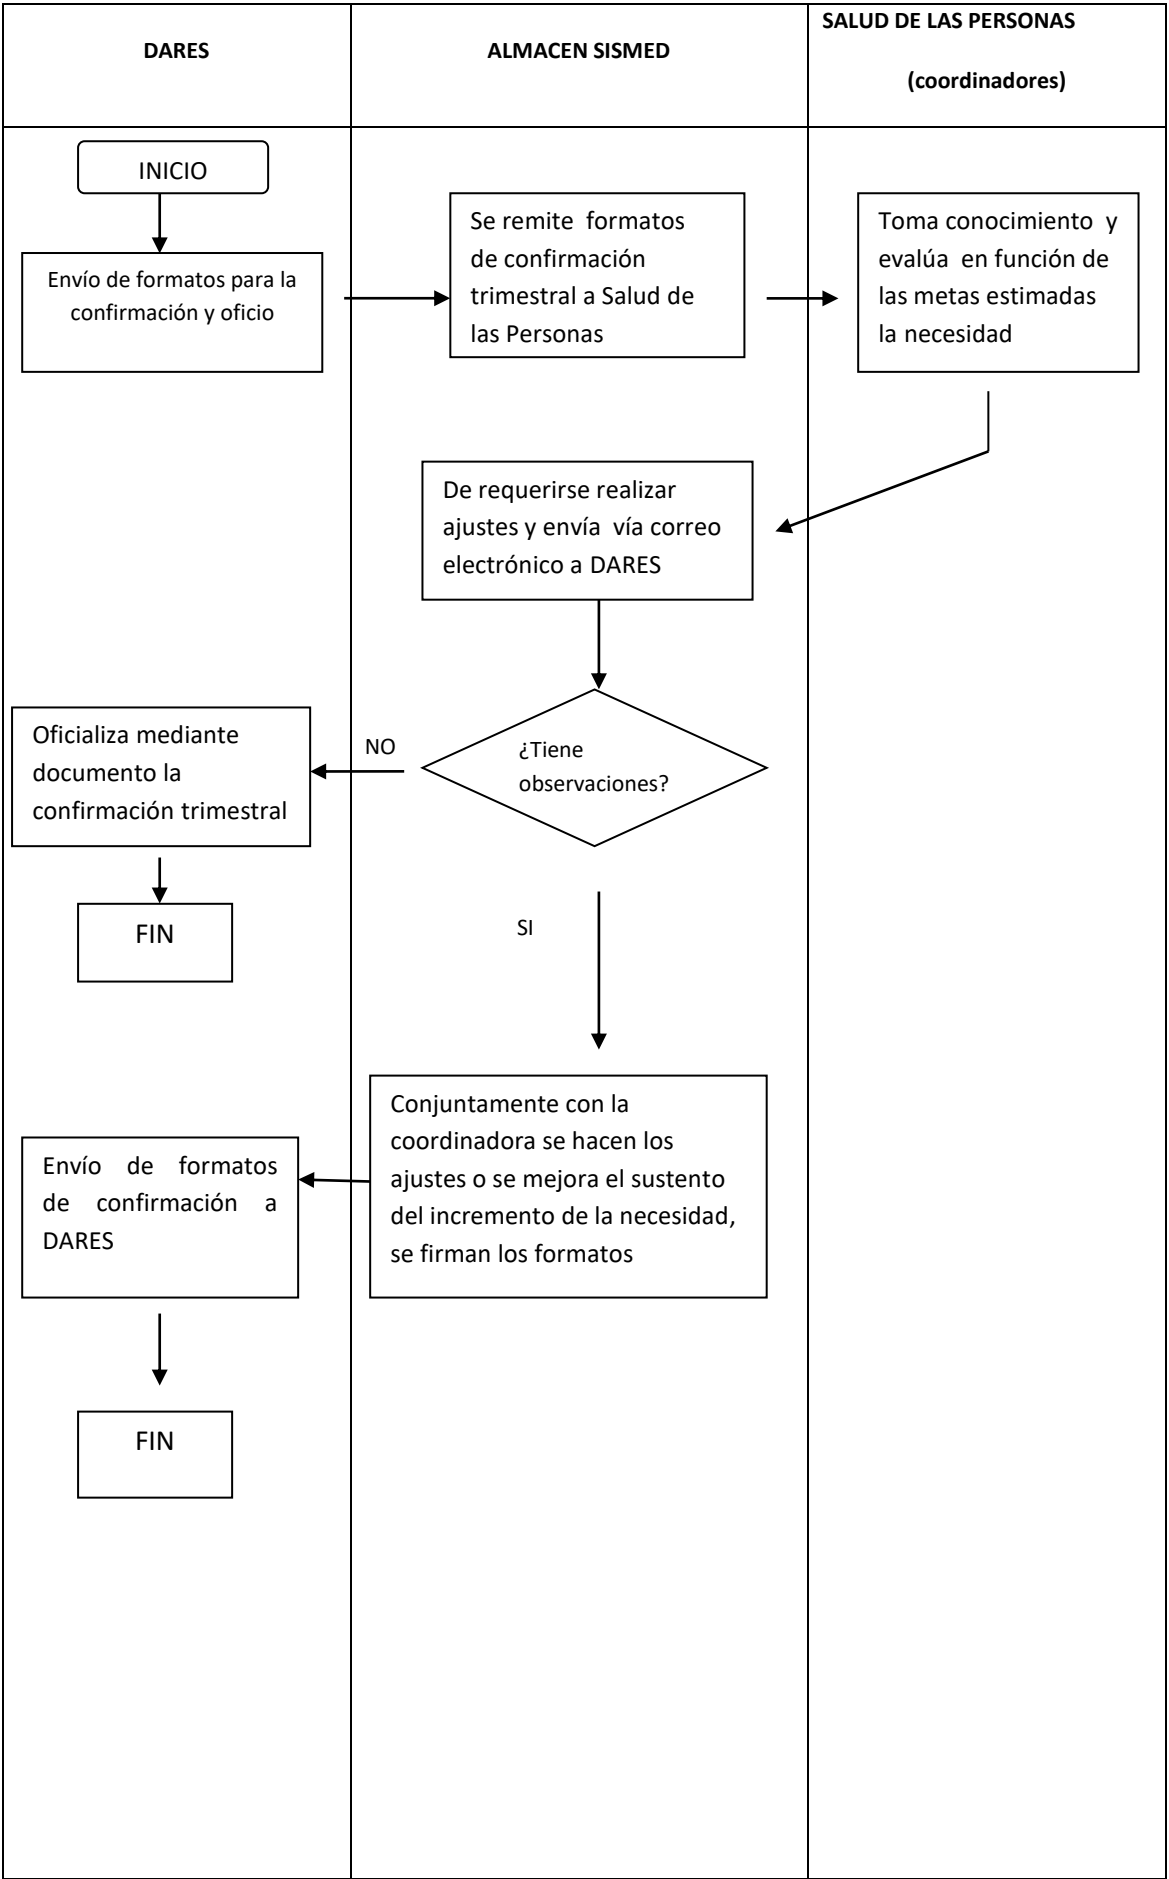 DARES
ALMACEN SISMED
SALUD DE LAS PERSONAS
(coordinadores)
INICIO
Envío de formatos para la
confirmación y oficio
Se remite formatos
de confirmación
trimestral a Salud de
las Personas
Toma conocimiento y
evalúa en función de
las metas estimadas
la necesidad
De requerirse realizar
ajustes y envía vía correo
electrónico a DARES
¿Tiene
observaciones?
NO
Oficializa mediante
documento la
confirmación trimestral
FIN
SI
Conjuntamente con la
coordinadora se hacen los
ajustes o se mejora el sustento
del incremento de la necesidad,
se firman los formatos
Envío de formatos
de confirmación a
DARES
FIN